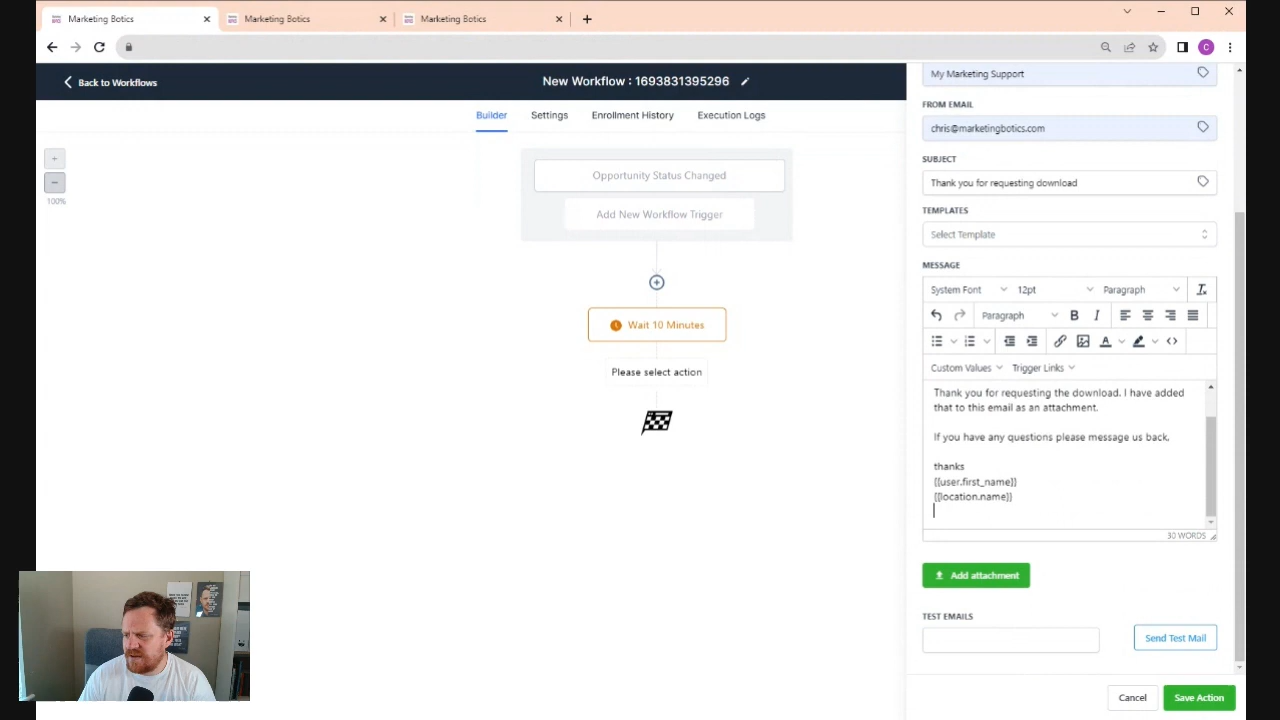 Marketing Botics
Marketing Botics
Marketing Botics
C
Back to Workflows
New Workflow : 1693831395296
Builder
Settings
Enrollment History
Execution Logs
100%
Opportunity Status Changed
Add New Workflow Trigger
Wait 10 Minutes
Please select action
My Marketing Support
FROM EMAIL
chris@marketingbotics.com
SUBJECT
Thank you for requesting download
TEMPLATES
Select Template
MESSAGE
System Font
12pt
Paragraph
Paragraph
B
I
A
Custom Values
Trigger Links
Thank you for requesting the download. I have added
that to this email as an attachment.
If you have any questions please message us back.
thanks
{{user.first_name}}
{{location.name}}
30 WORDS
Add attachment
TEST EMAILS
Send Test Mail
Cancel
Save Action